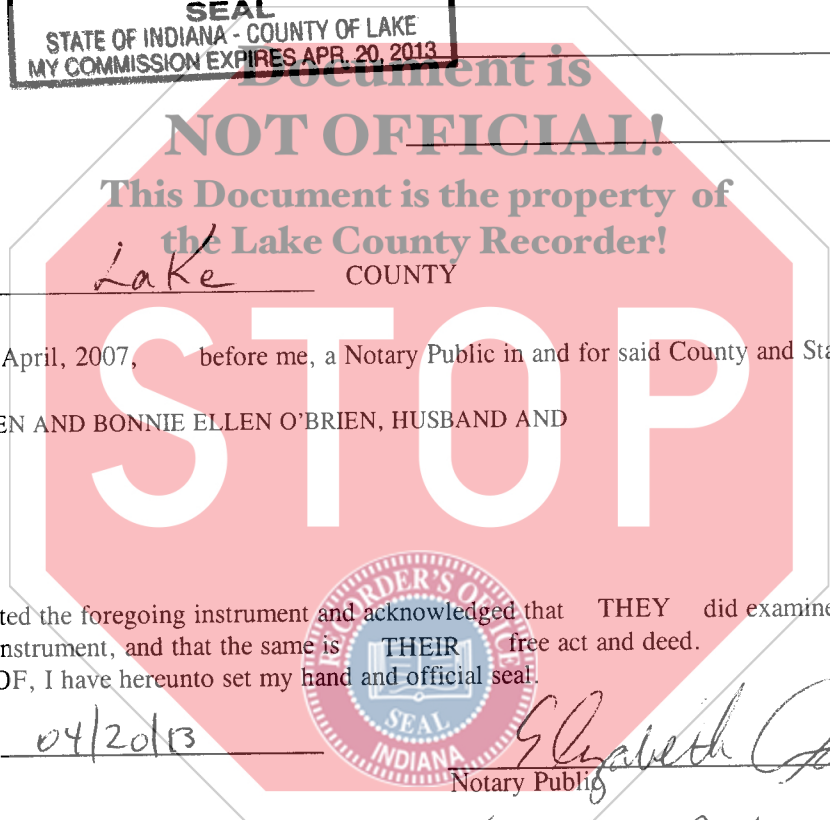 SEAL
STATE OF INDIANA - COUNTY OF LAKE
MY COMMISSION EXPIRES APR. 20, 2013
Document is
NOT OFFICIAL!
This Document is the property of
the Lake County Recorder!
Lake COUNTY
April, 2007, before me, a Notary Public in and for said County and Sta
EN AND BONNIE ELLEN O'BRIEN, HUSBAND AND
STOP
ted the foregoing instrument and acknowledged that THEY did examine
nstrument, and that the same is THEIR free act and deed.
OF, I have hereunto set my hand and official seal.
RECORDER'S OFFICE
SEAL
INDIANA
04/20/13
Elizabeth
Notary Public